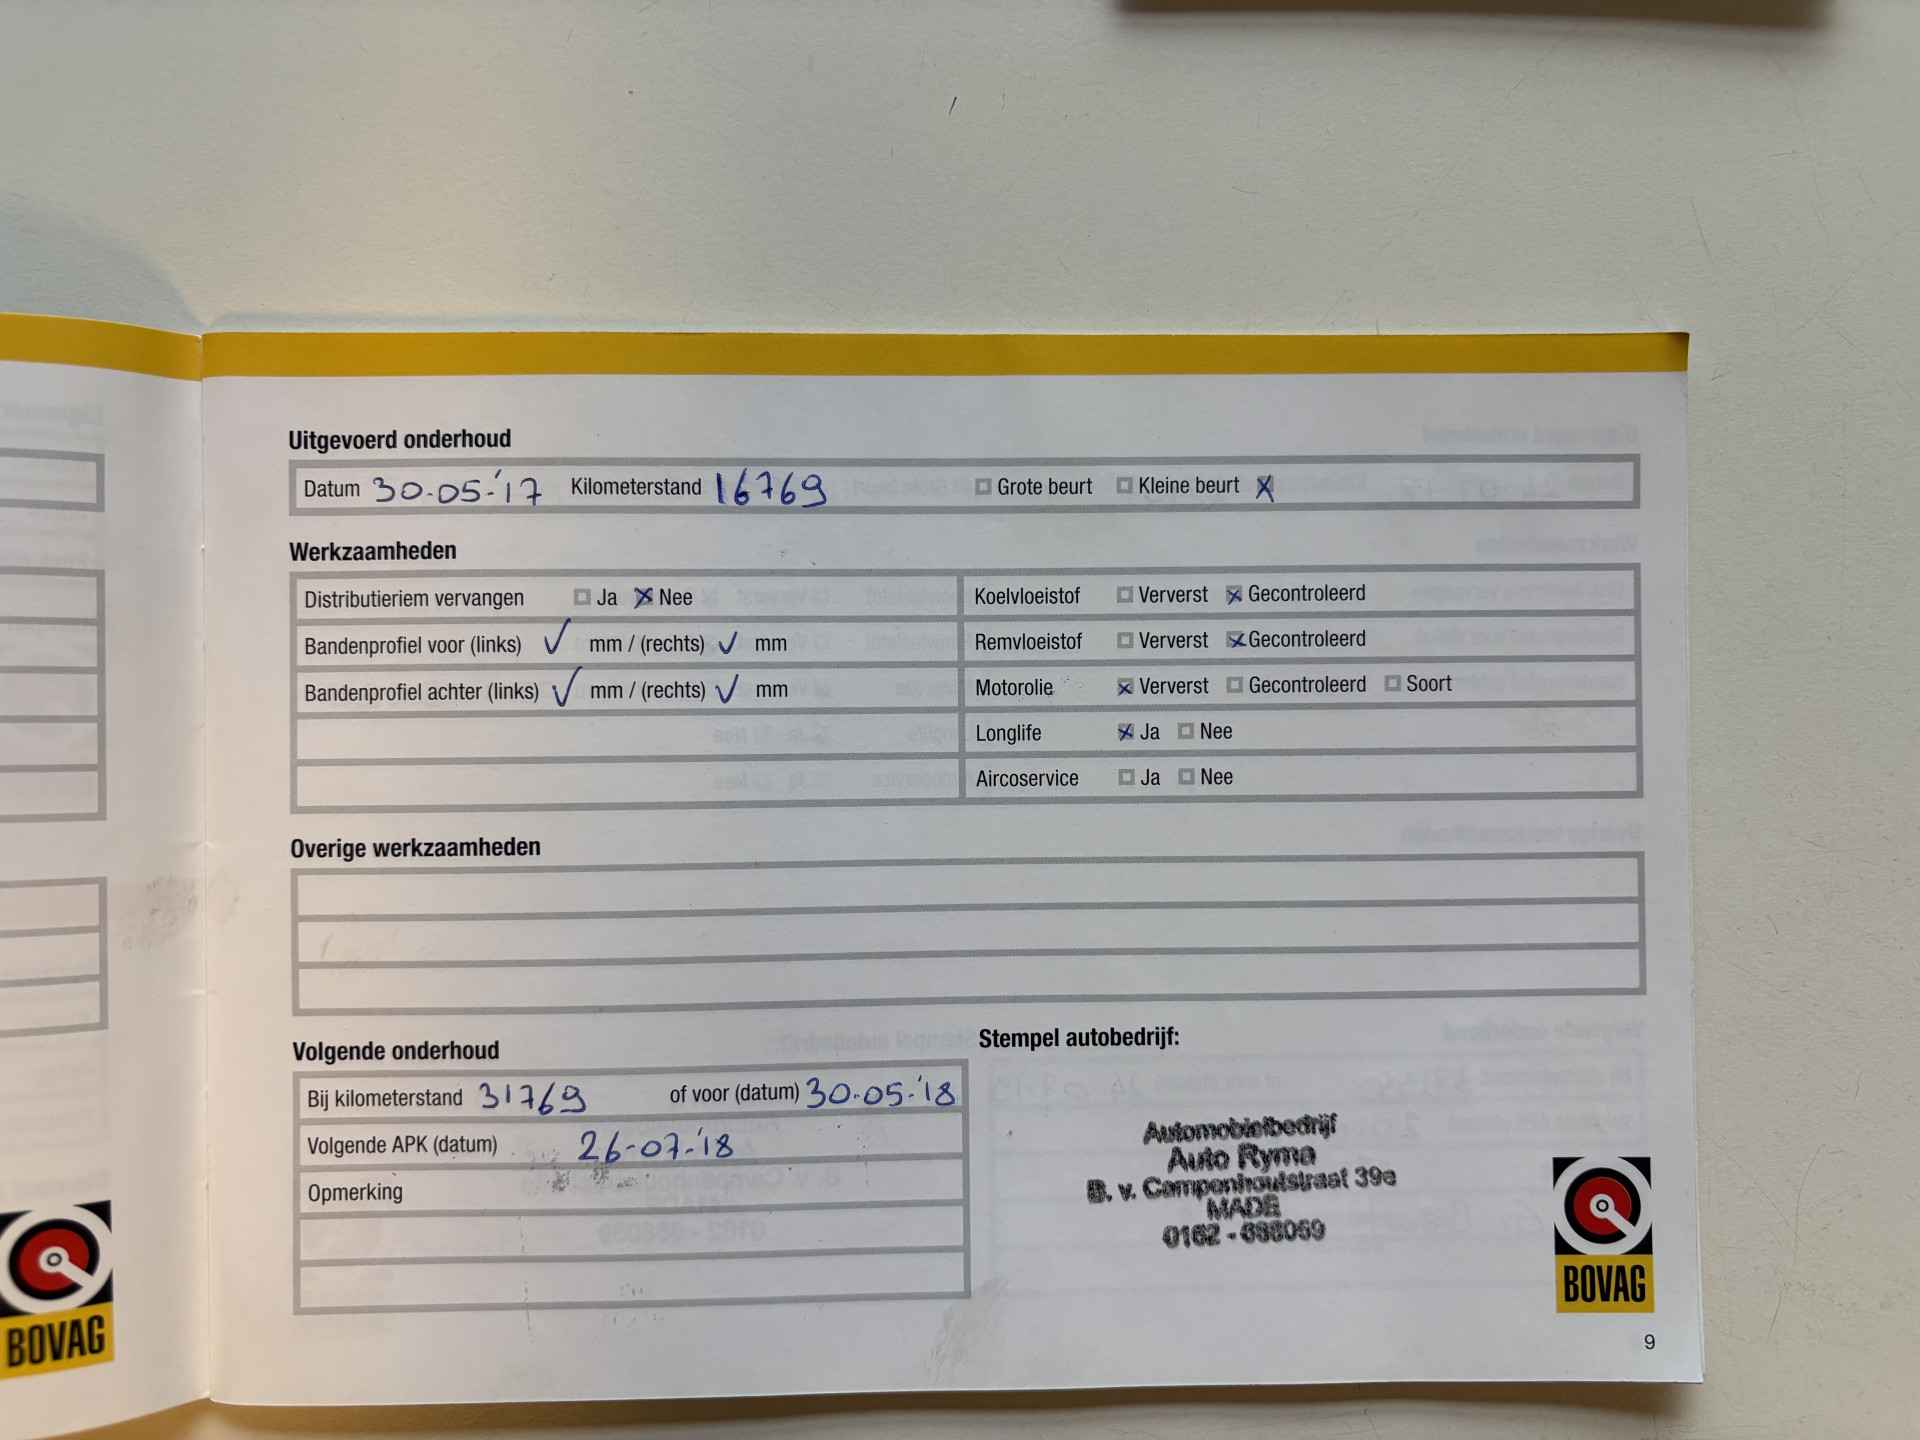 Uitgevoerd onderhoud
Datum 30-05-'17 Kilometerstand 16769 Grote beurt Kleine beurt
Werkzaamheden
Distributieriem vervangen Ja Nee
Bandenprofiel voor (links) mm / (rechts) mm
Bandenprofiel achter (links) mm / (rechts) mm
Koelvloeistof Ververst Gecontroleerd
Remvloeistof Ververst Gecontroleerd
Motorolie Ververst Gecontroleerd Soort
Longlife Ja Nee
Aircoservice Ja Nee
Overige werkzaamheden
Volgende onderhoud
Bij kilometerstand 31769 of voor (datum) 30-05-'18
Volgende APK (datum) 26-07-'18
Opmerking
Stempel autobedrijf:
Automobielbedrijf
Auto Ryma
B. v. Campenhoutstraat 39e
MADE
0162 -
BOVAG
9
BOVAG